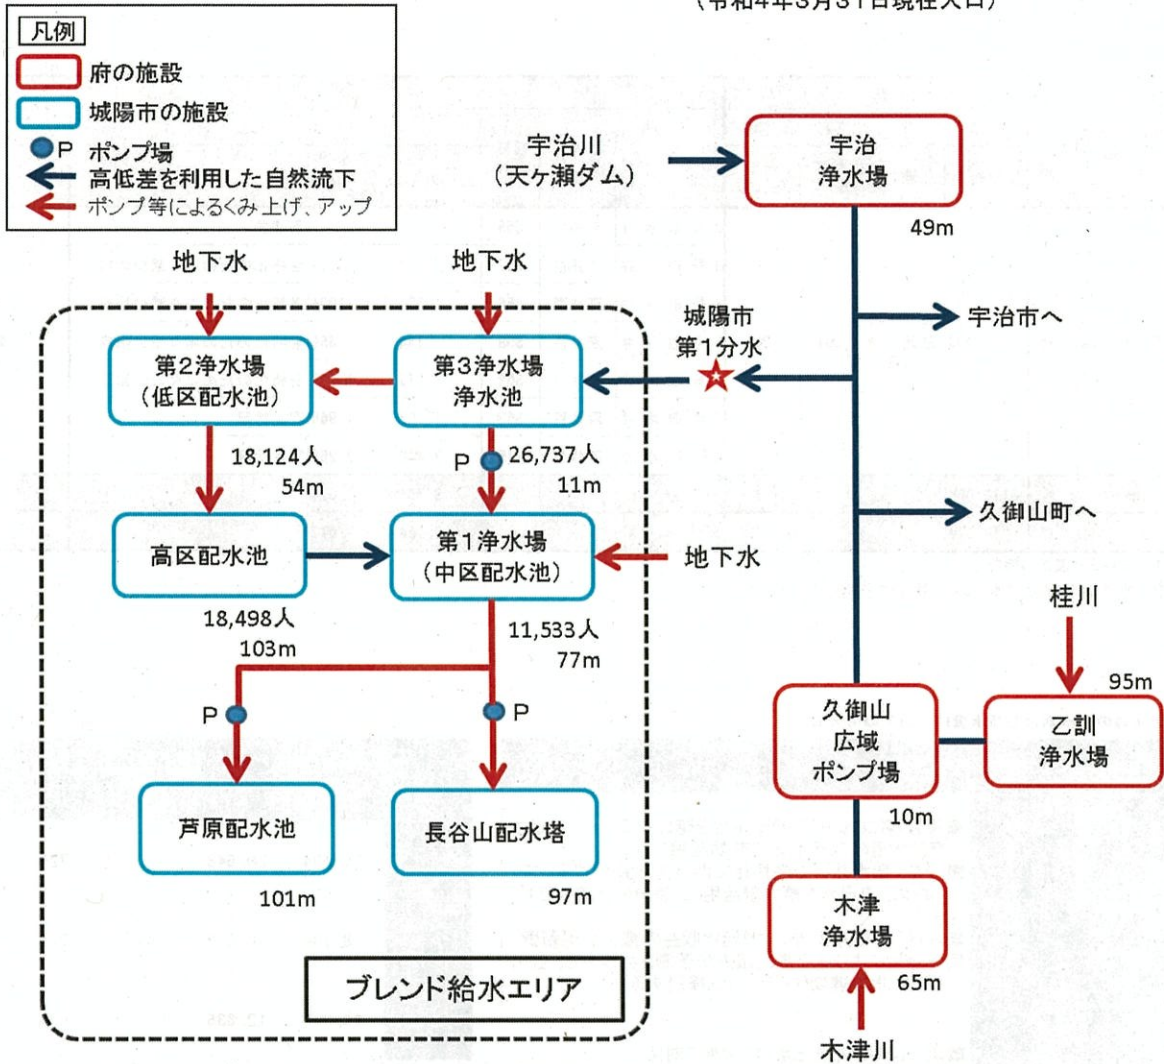 （令和4年3月31日現在人口）
凡例
府の施設
城陽市の施設
P ポンプ場
高低差を利用した自然流下
ポンプ等によるくみ上げ、アップ
宇治川
（天ヶ瀬ダム）
宇治
浄水場
49m
地下水
地下水
宇治市へ
城陽市
第1分水
第2浄水場
（低区配水池）
第3浄水場
浄水池
18,124人
54m
P
26,737人
11m
久御山町へ
高区配水池
第1浄水場
（中区配水池）
地下水
18,498人
103m
11,533人
77m
桂川
95m
P
P
久御山
広域
ポンプ場
乙訓
浄水場
10m
芦原配水池
長谷山配水塔
101m
97m
木津
浄水場
65m
ブレンド給水エリア
木津川